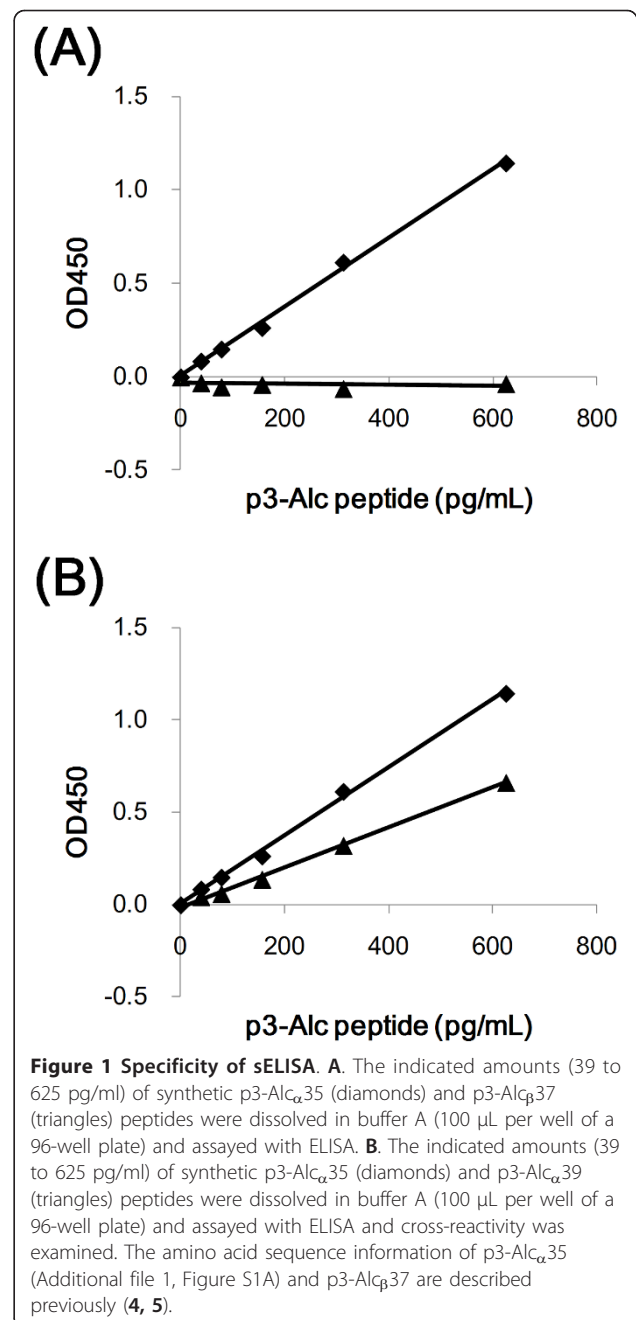 (A)
1.5
1.0
0.5
0.0
-0.5
OD450
0 200 400 600 800
p3-Alc peptide (pg/mL)
(B)
1.5
1.0
0.5
0.0
-0.5
OD450
0 200 400 600 800
p3-Alc peptide (pg/mL)
Figure 1 Specificity of sELISA. A. The indicated amounts (39 to
625 pg/ml) of synthetic p3-Alcα35 (diamonds) and p3-Alcβ37
(triangles) peptides were dissolved in buffer A (100 μL per well of a
96-well plate) and assayed with ELISA. B. The indicated amounts (39
to 625 pg/ml) of synthetic p3-Alcα35 (diamonds) and p3-Alcα39
(triangles) peptides were dissolved in buffer A (100 μL per well of a
96-well plate) and assayed with ELISA and cross-reactivity was
examined. The amino acid sequence information of p3-Alcα35
(Additional file 1, Figure S1A) and p3-Alcβ37 are described
previously (4, 5).